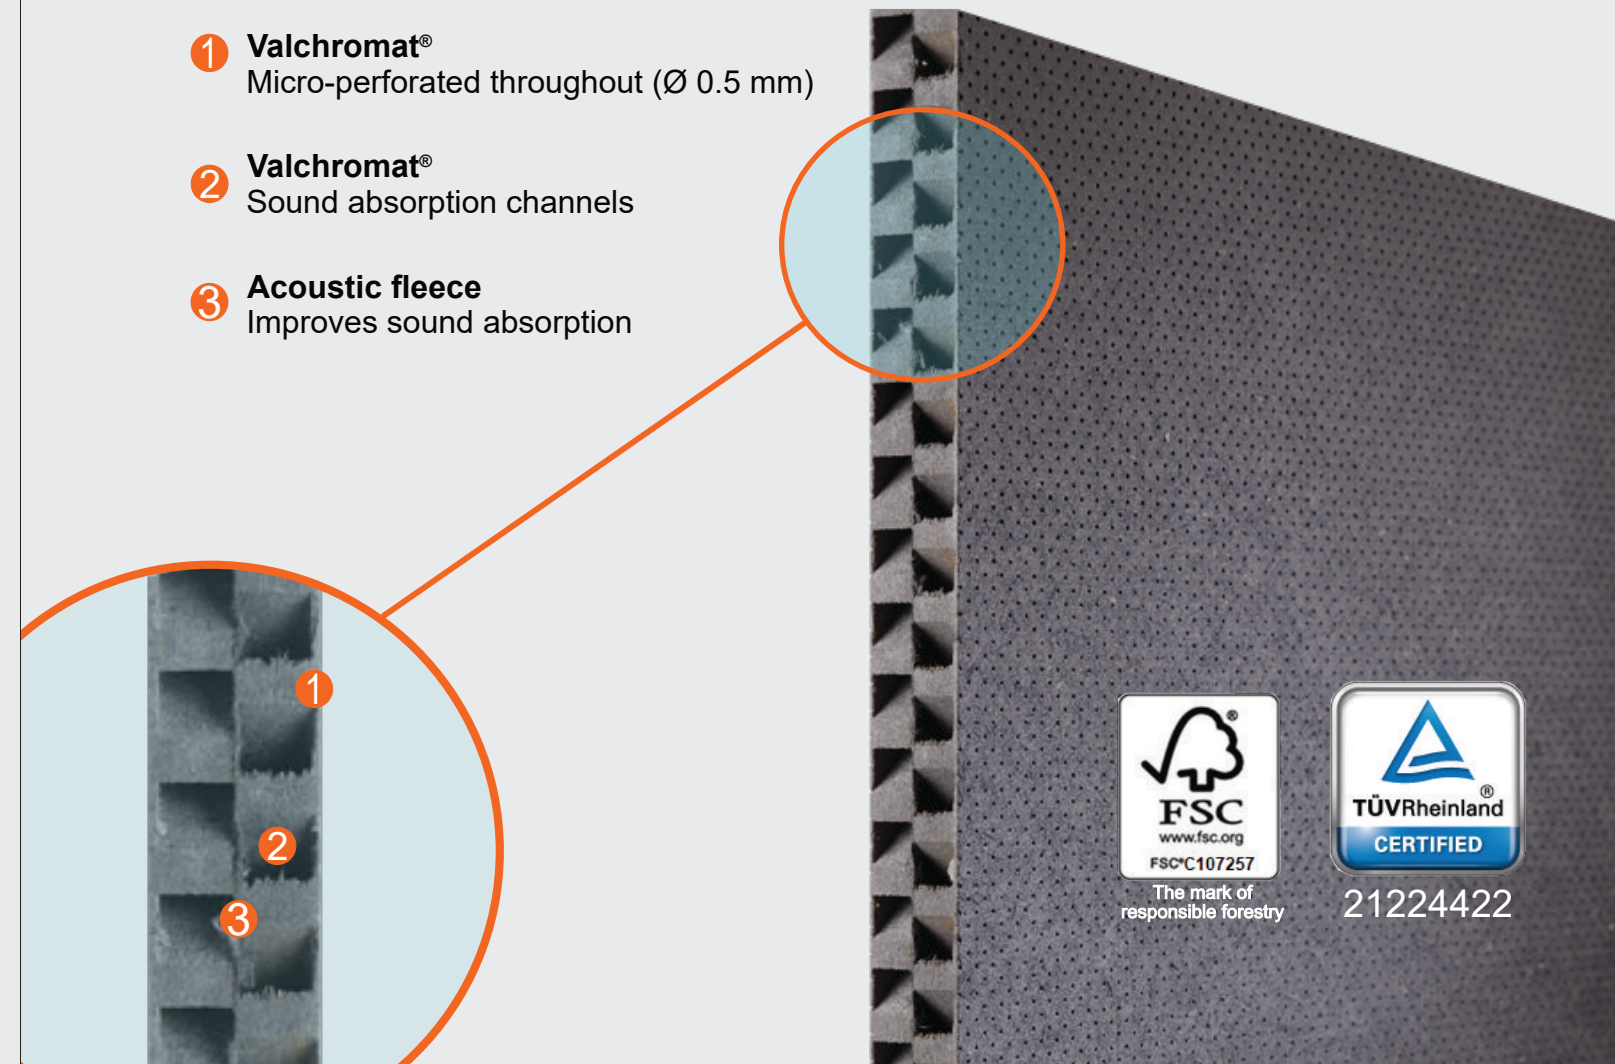 1 Valchromat®
Micro-perforated throughout (Ø 0.5 mm)
2 Valchromat®
Sound absorption channels
3 Acoustic fleece
Improves sound absorption
1
2
3
®
FSC
www.fsc.org
FSC®C107257
The mark of
responsible forestry
®
TÜVRheinland
CERTIFIED
21224422